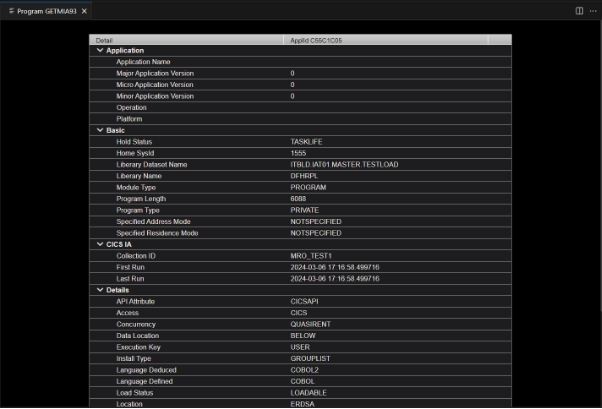 Program GETMIA93
Detail Applid C55C1C05
Application
Application Name
Major Application Version 0
Micro Application Version 0
Minor Application Version 0
Operation
Platform
Basic
Hold Status TASKLIFE
Home SysId 1555
Liberary Dataset Name ITBLD.IAT01.MASTER.TESTLOAD
Liberary Name DFHRPL
Module Type PROGRAM
Program Length 6088
Program Type PRIVATE
Specified Address Mode NOTSPECIFIED
Specified Residence Mode NOTSPECIFIED
CICS IA
Collection ID MRO_TEST1
First Run 2024-03-06 17:16:58.499716
Last Run 2024-03-06 17:16:58.499716
Details
API Attribute CICSAPI
Access CICS
Concurrency QUASIRENT
Data Location BELOW
Execution Key USER
Install Type GROUPLIST
Language Deduced COBOL2
Language Defined COBOL
Load Status LOADABLE
Location ERDSA